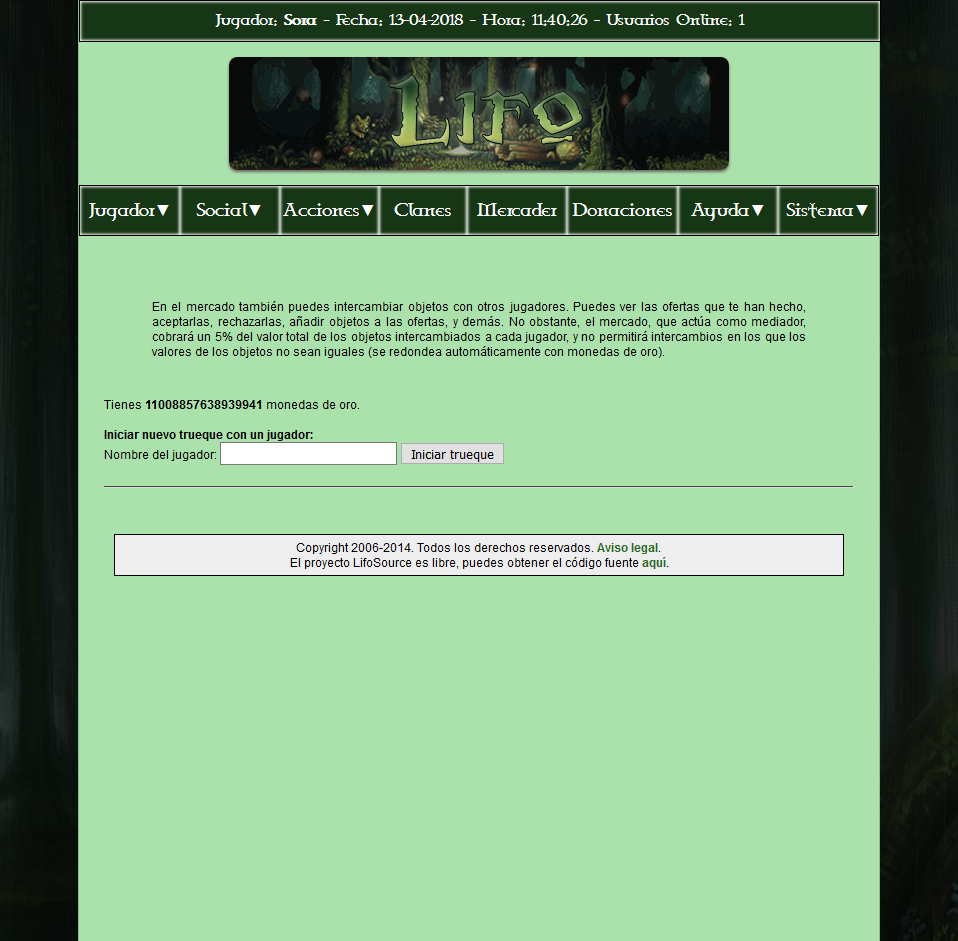 Jugador: Sora - Fecha: 13-04-2018 - Hora: 11:40:26 - Usuarios Online: 1
Lifo
Jugador▼ Social▼ Acciones▼ Clanes Mercader Donaciones Ayuda▼ Sistema▼
En el mercado también puedes intercambiar objetos con otros jugadores. Puedes ver las ofertas que te han hecho,
aceptarlas, rechazarlas, añadir objetos a las ofertas, y demás. No obstante, el mercado, que actúa como mediador,
cobrará un 5% del valor total de los objetos intercambiados a cada jugador, y no permitirá intercambios en los que los
valores de los objetos no sean iguales (se redondea automáticamente con monedas de oro).
Tienes 11008857638939941 monedas de oro.
Iniciar nuevo trueque con un jugador:
Nombre del jugador: Iniciar trueque
Copyright 2006-2014. Todos los derechos reservados. Aviso legal.
El proyecto LifoSource es libre, puedes obtener el código fuente aquí.